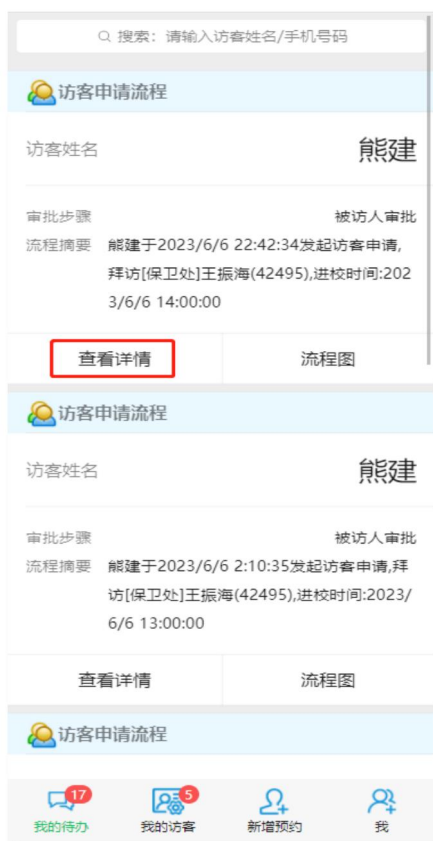 搜索：请输入访客姓名/手机号码
访客申请流程
访客姓名 熊建
审批步骤 被访人审批
流程摘要 熊建于2023/6/6 22:42:34发起访客申请,
拜访[保卫处]王振海(42495),进校时间:202
3/6/6 14:00:00
查看详情 流程图
访客申请流程
访客姓名 熊建
审批步骤 被访人审批
流程摘要 熊建于2023/6/6 2:10:35发起访客申请,拜
访[保卫处]王振海(42495),进校时间:2023/
6/6 13:00:00
查看详情 流程图
访客申请流程
17 5
我的待办 我的访客 新增预约 我